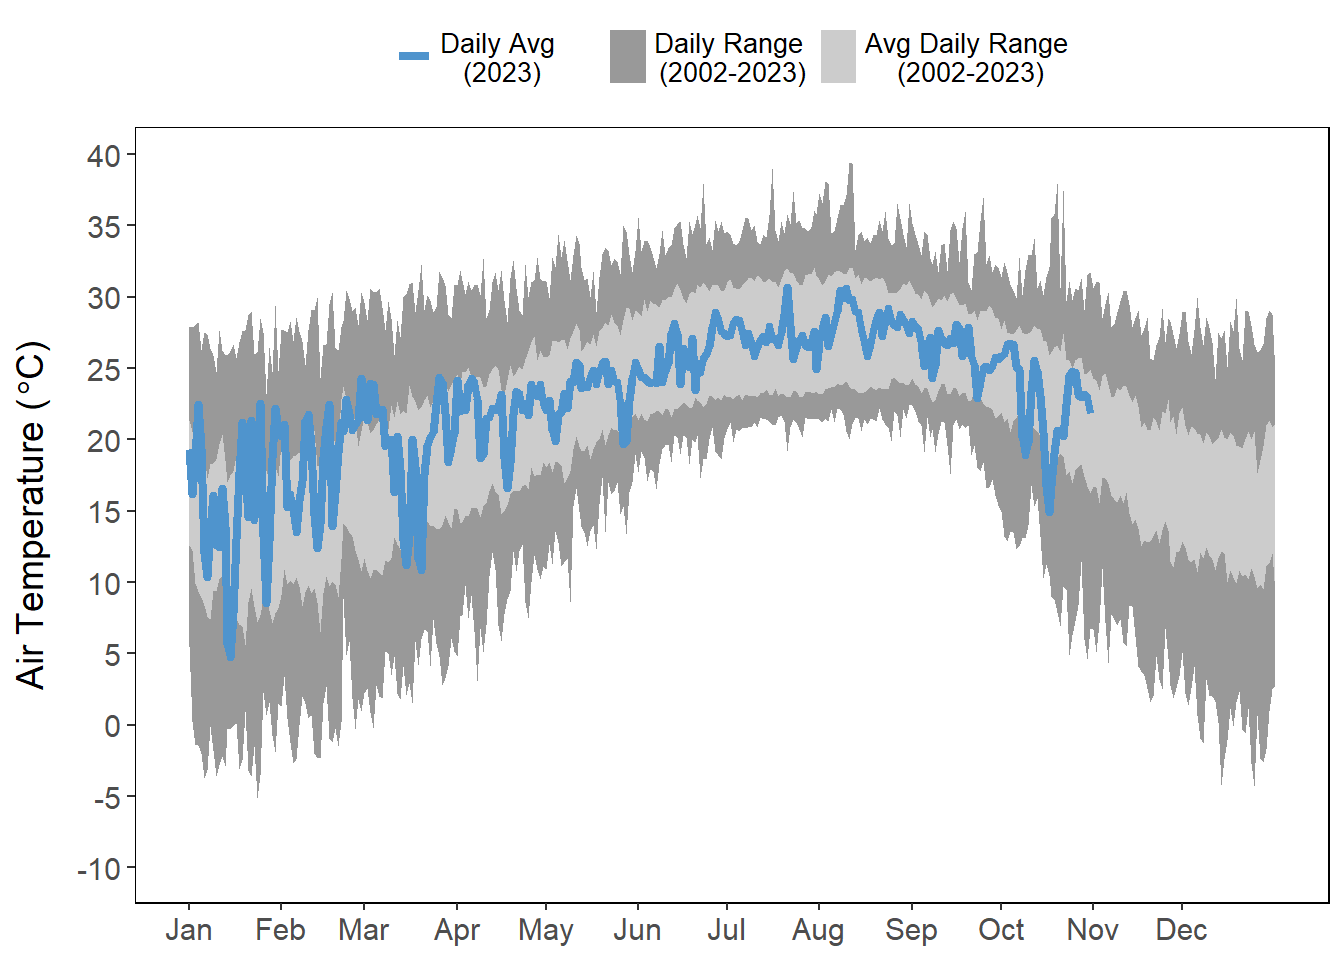 Daily Avg
(2023)
Daily Range
(2002-2023)
Avg Daily Range
(2002-2023)
Air Temperature (°C)
40
35
30
25
20
15
10
5
0
-5
-10
Jan Feb Mar Apr May Jun Jul Aug Sep Oct Nov Dec